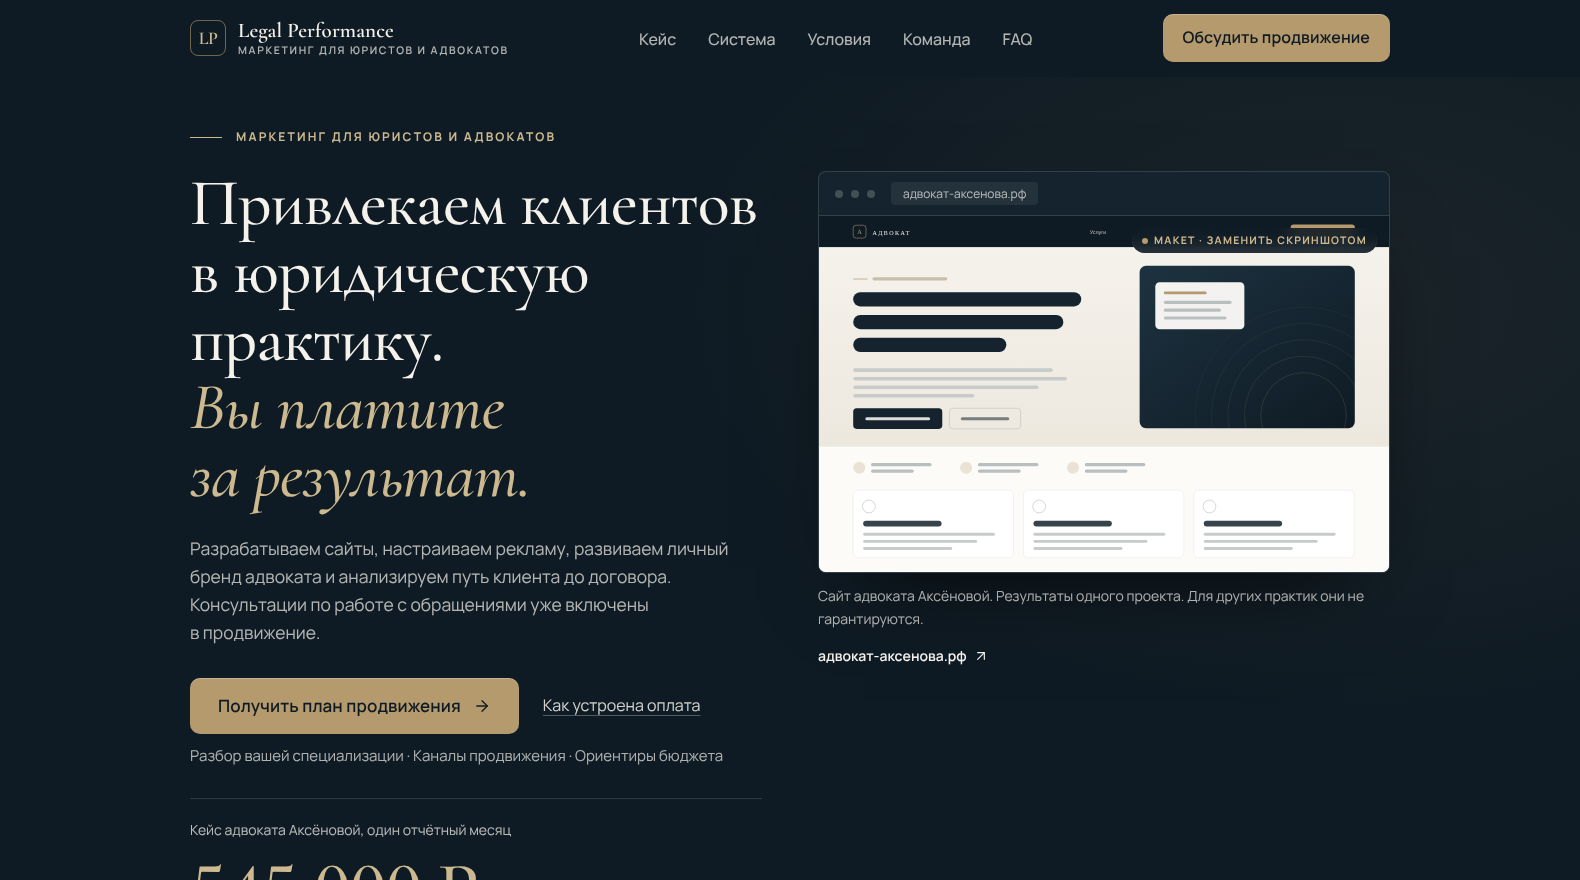 LP
Legal Performance
МАРКЕТИНГ ДЛЯ ЮРИСТОВ И АДВОКАТОВ
Кейс
Система
Условия
Команда
FAQ
Обсудить продвижение
МАРКЕТИНГ ДЛЯ ЮРИСТОВ И АДВОКАТОВ
Привлекаем клиентов
в юридическую
практику.
Вы платите
за результат.
Разрабатываем сайты, настраиваем рекламу, развиваем личный
бренд адвоката и анализируем путь клиента до договора.
Консультации по работе с обращениями уже включены
в продвижение.
Получить план продвижения →
Как устроена оплата
Разбор вашей специализации · Каналы продвижения · Ориентиры бюджета
Кейс адвоката Аксёновой, один отчётный месяц
адвокат-аксенова.рф
А
АДВОКАТ
Услуги
МАКЕТ · ЗАМЕНИТЬ СКРИНШОТОМ
Сайт адвоката Аксёновой. Результаты одного проекта. Для других практик они не
гарантируются.
адвокат-аксенова.рф ↗